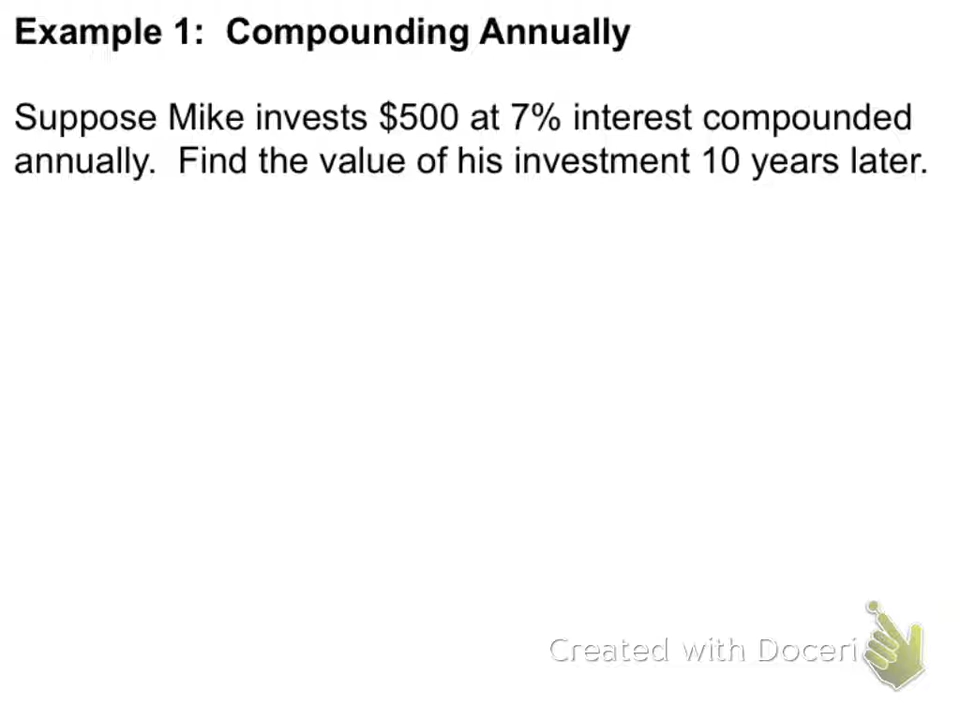 Example 1:  Compounding Annually
Suppose Mike invests $500 at 7% interest compounded
annually.  Find the value of his investment 10 years later.
Created with Doceri